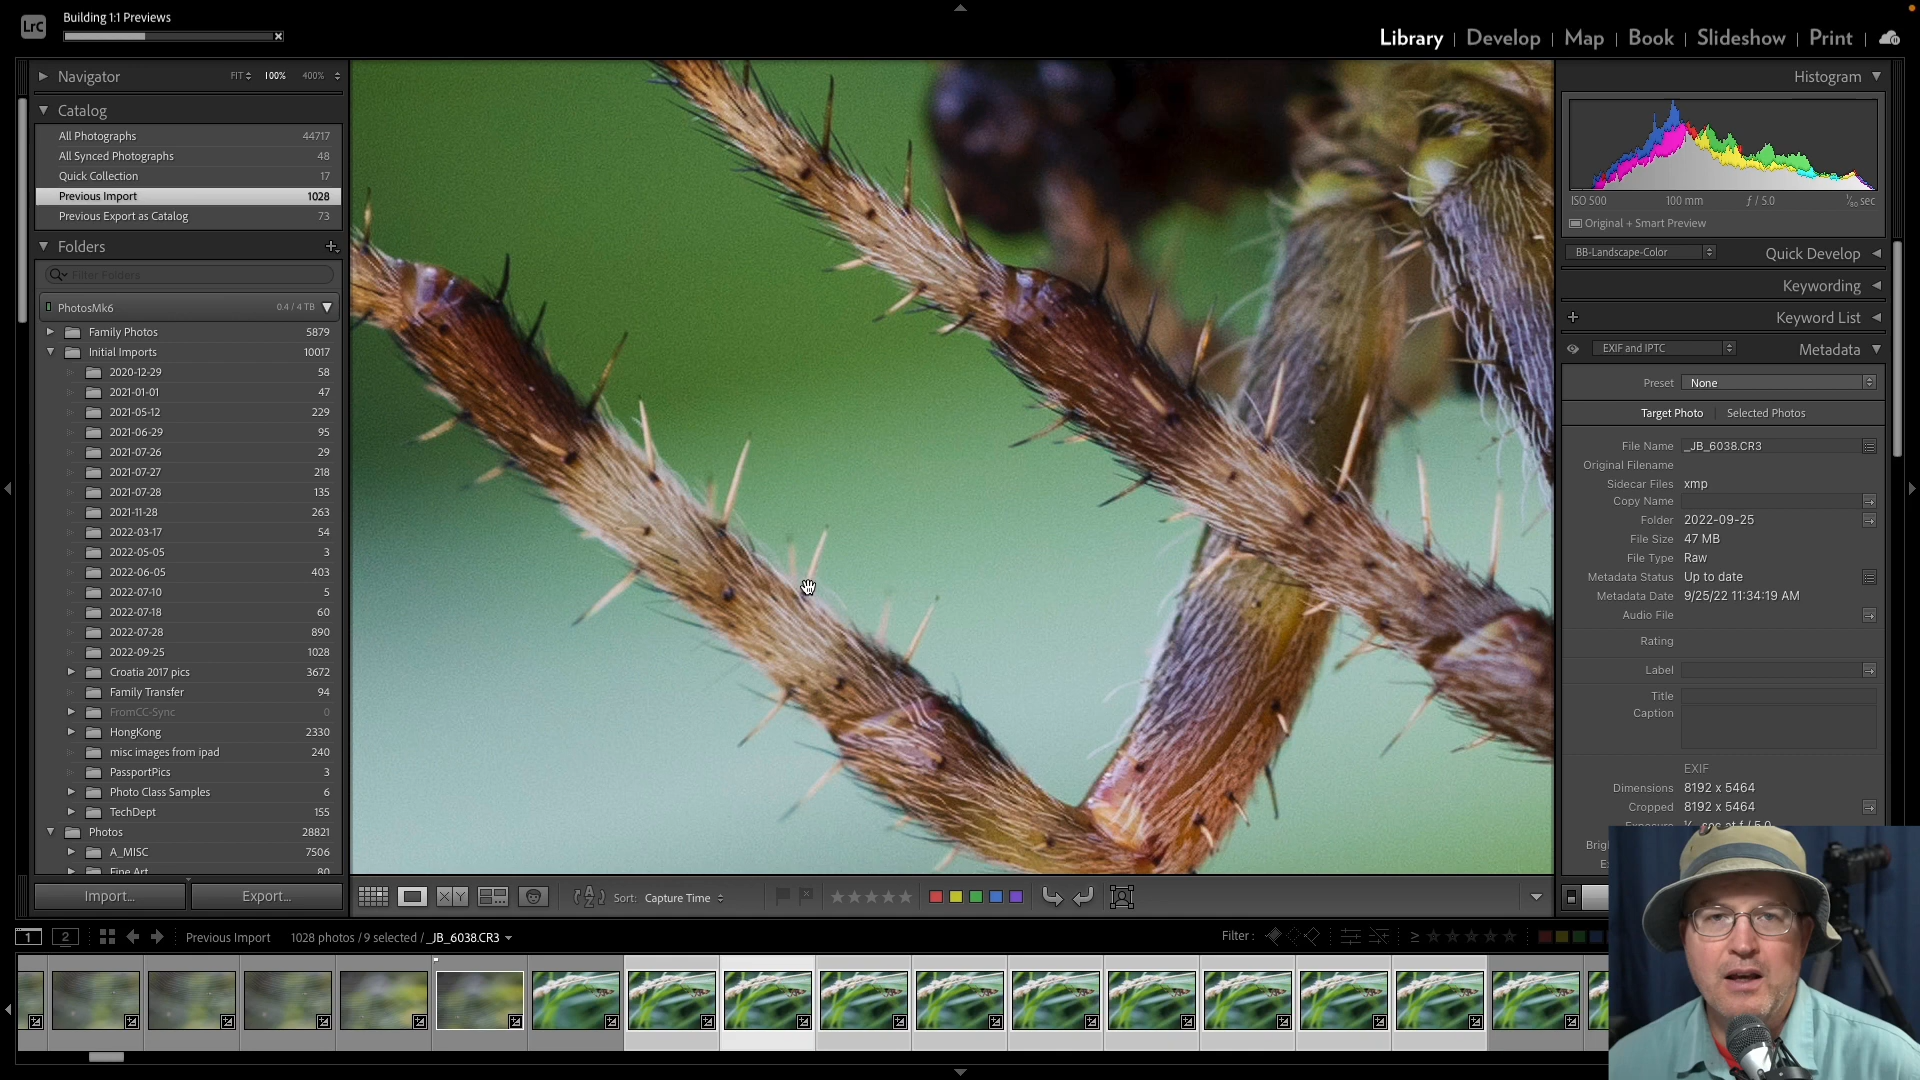 LrC
Building 1:1 Previews
Library | Develop | Map | Book | Slideshow | Print |
Navigator FIT 100% 400%
Catalog
All Photographs 44717
All Synced Photographs 48
Quick Collection 17
Previous Import 1028
Previous Export as Catalog 73
Folders
Filter Folders
PhotosMk6 0.4 / 4 TB
Family Photos 5879
Initial Imports 10017
2020-12-29 58
2021-01-01 47
2021-05-12 229
2021-06-29 95
2021-07-26 29
2021-07-27 218
2021-07-28 135
2021-11-28 263
2022-03-17 54
2022-05-05 3
2022-06-05 403
2022-07-10 5
2022-07-18 60
2022-07-28 890
2022-09-25 1028
Croatia 2017 pics 3672
Family Transfer 94
FromCC-Sync 0
HongKong 2330
misc images from ipad 240
PassportPics 3
Photo Class Samples 6
TechDept 155
Photos 28821
A_MISC 7506
Fine Art 80
Import... Export...
Histogram
ISO 500 100 mm ƒ / 5.0 1/80 sec
Original + Smart Preview
BB-Landscape-Color Quick Develop
Keywording
Keyword List
EXIF and IPTC Metadata
Preset None
Target Photo | Selected Photos
File Name _JB_6038.CR3
Original Filename
Sidecar Files xmp
Copy Name
Folder 2022-09-25
File Size 47 MB
File Type Raw
Metadata Status Up to date
Metadata Date 9/25/22 11:34:19 AM
Audio File
Rating
Label
Title
Caption
EXIF
Dimensions 8192 x 5464
Cropped 8192 x 5464
XY Sort: Capture Time
1 2 Previous Import 1028 photos / 9 selected / _JB_6038.CR3 Filter : ≥